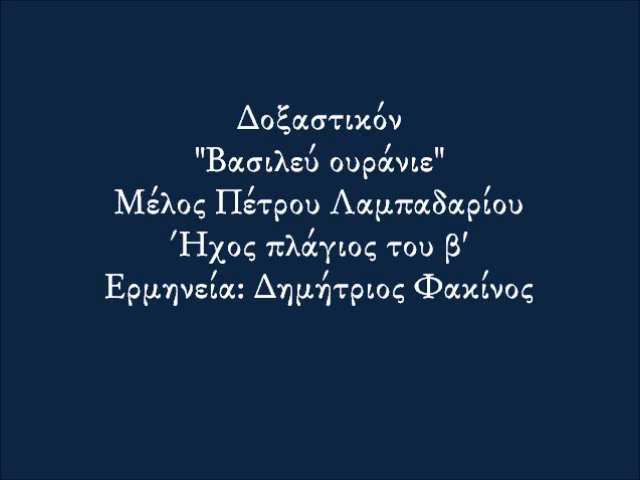 Δοξαστικόν
"Βασιλεύ ουράνιε"
Μέλος Πέτρου Λαμπαδαρίου
Ήχος πλάγιος του β'
Ερμηνεία: Δημήτριος Φακίνος